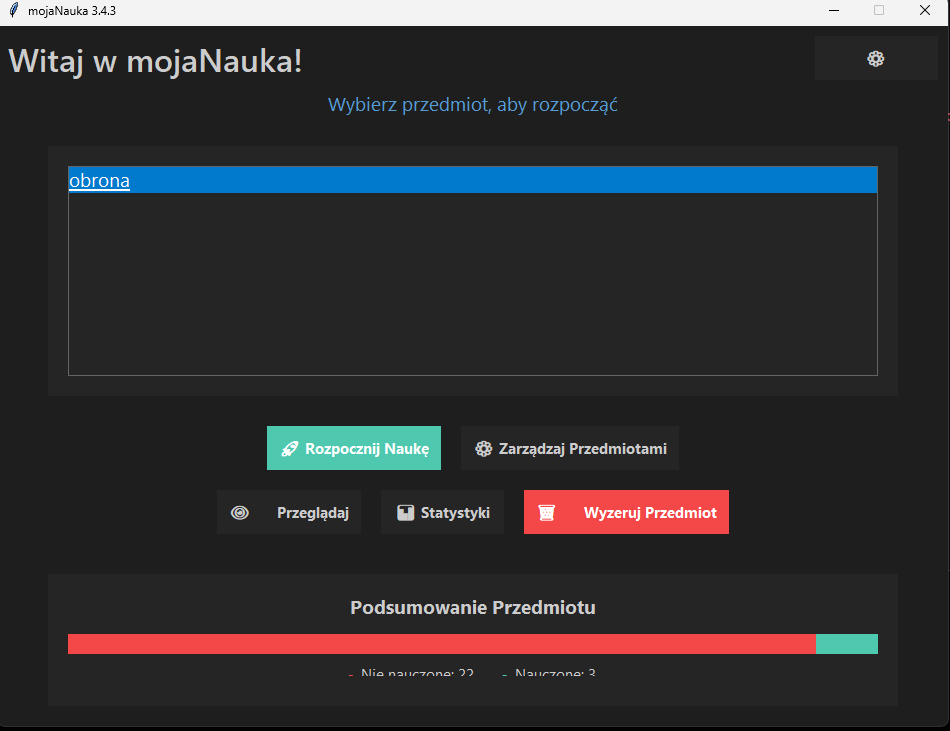 mojaNauka 3.4.3
Witaj w mojaNauka!
Wybierz przedmiot, aby rozpocząć
obrona
Rozpocznij Naukę
Zarządzaj Przedmiotami
Przeglądaj
Statystyki
Wyzeruj Przedmiot
Podsumowanie Przedmiotu
- Nie nauczone: 22
- Nauczone: 3